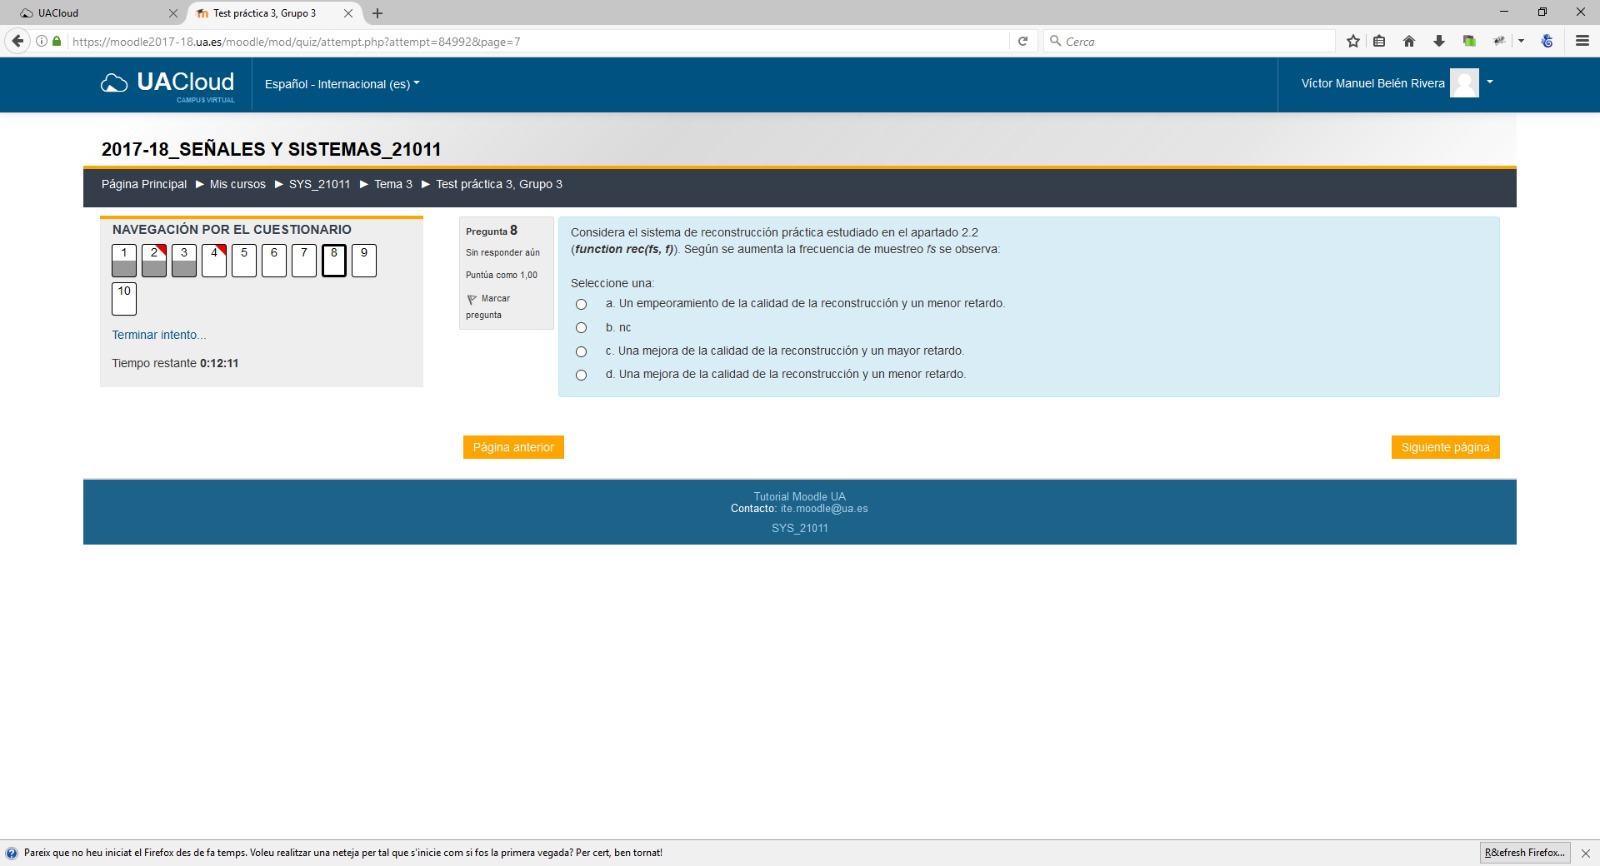 UACloud
Test práctica 3, Grupo 3
https://moodle2017-18.ua.es/moodle/mod/quiz/attempt.php?attempt=84992&page=7
Cerca
UACloud
CAMPUS VIRTUAL
Español - Internacional (es)
Víctor Manuel Belén Rivera
2017-18_SEÑALES Y SISTEMAS_21011
Página Principal ► Mis cursos ► SYS_21011 ► Tema 3 ► Test práctica 3, Grupo 3
NAVEGACIÓN POR EL CUESTIONARIO
1 2 3 4 5 6 7 8 9
10
Terminar intento...
Tiempo restante 0:12:11
Pregunta 8
Sin responder aún
Puntúa como 1,00
Marcar
pregunta
Considera el sistema de reconstrucción práctica estudiado en el apartado 2.2
(function rec(fs, f)). Según se aumenta la frecuencia de muestreo fs se observa:
Seleccione una:
a. Un empeoramiento de la calidad de la reconstrucción y un menor retardo.
b. nc
c. Una mejora de la calidad de la reconstrucción y un mayor retardo.
d. Una mejora de la calidad de la reconstrucción y un menor retardo.
Página anterior
Siguiente página
Tutorial Moodle UA
Contacto: ite.moodle@ua.es
SYS_21011
Pareix que no heu iniciat el Firefox des de fa temps. Voleu realitzar una neteja per tal que s'inicie com si fos la primera vegada? Per cert, ben tornat!
R&efresh Firefox...